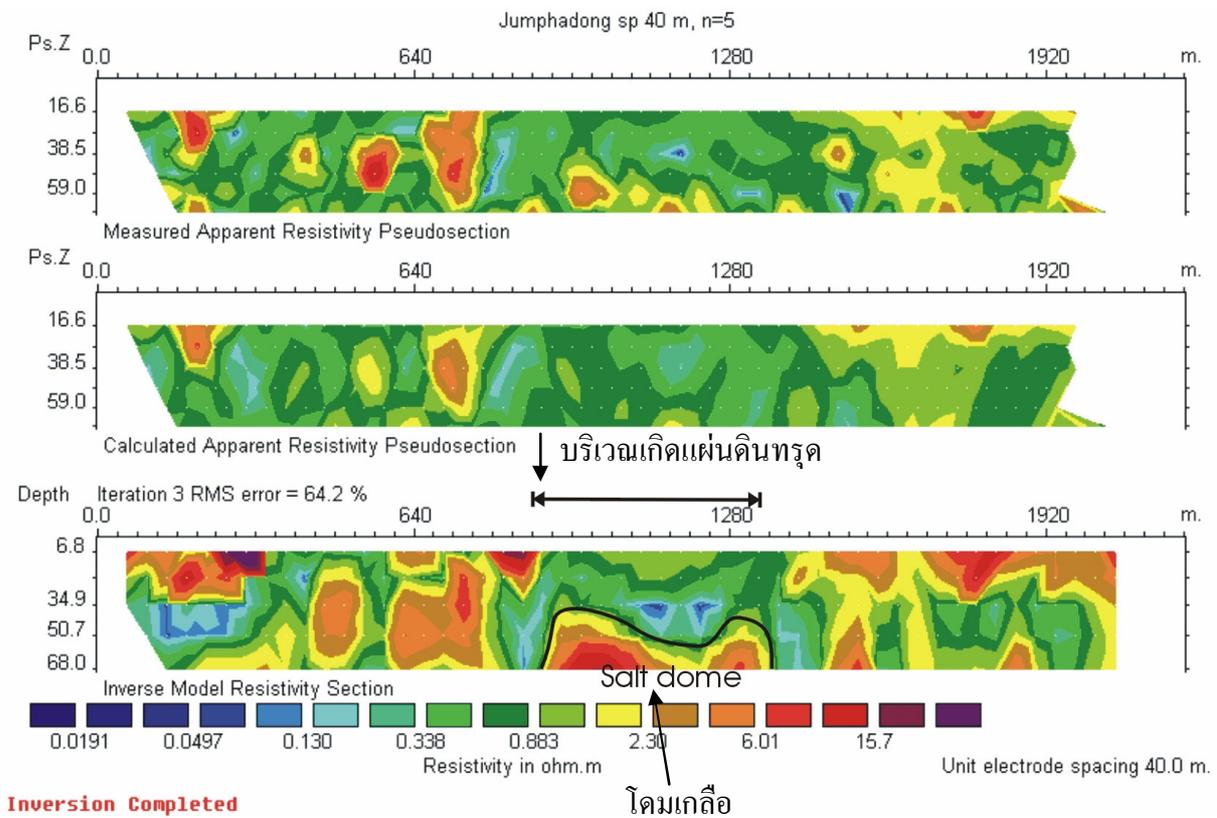 Jumphadong sp 40 m, n=5
Ps.Z 0.0 640 1280 1920 m.
16.6
38.5
59.0
Measured Apparent Resistivity Pseudosection
Ps.Z 0.0 640 1280 1920 m.
16.6
38.5
59.0
Calculated Apparent Resistivity Pseudosection
บริเวณเกิดแผ่นดินทรุด
Depth Iteration 3 RMS error = 64.2 %
0.0 640 1280 1920 m.
6.8
34.9
50.7
68.0
Salt dome
Inverse Model Resistivity Section
0.0191 0.0497 0.130 0.338 0.883 2.30 6.01 15.7
Resistivity in ohm.m
Unit electrode spacing 40.0 m.
Inversion Completed
โดมเกลือ